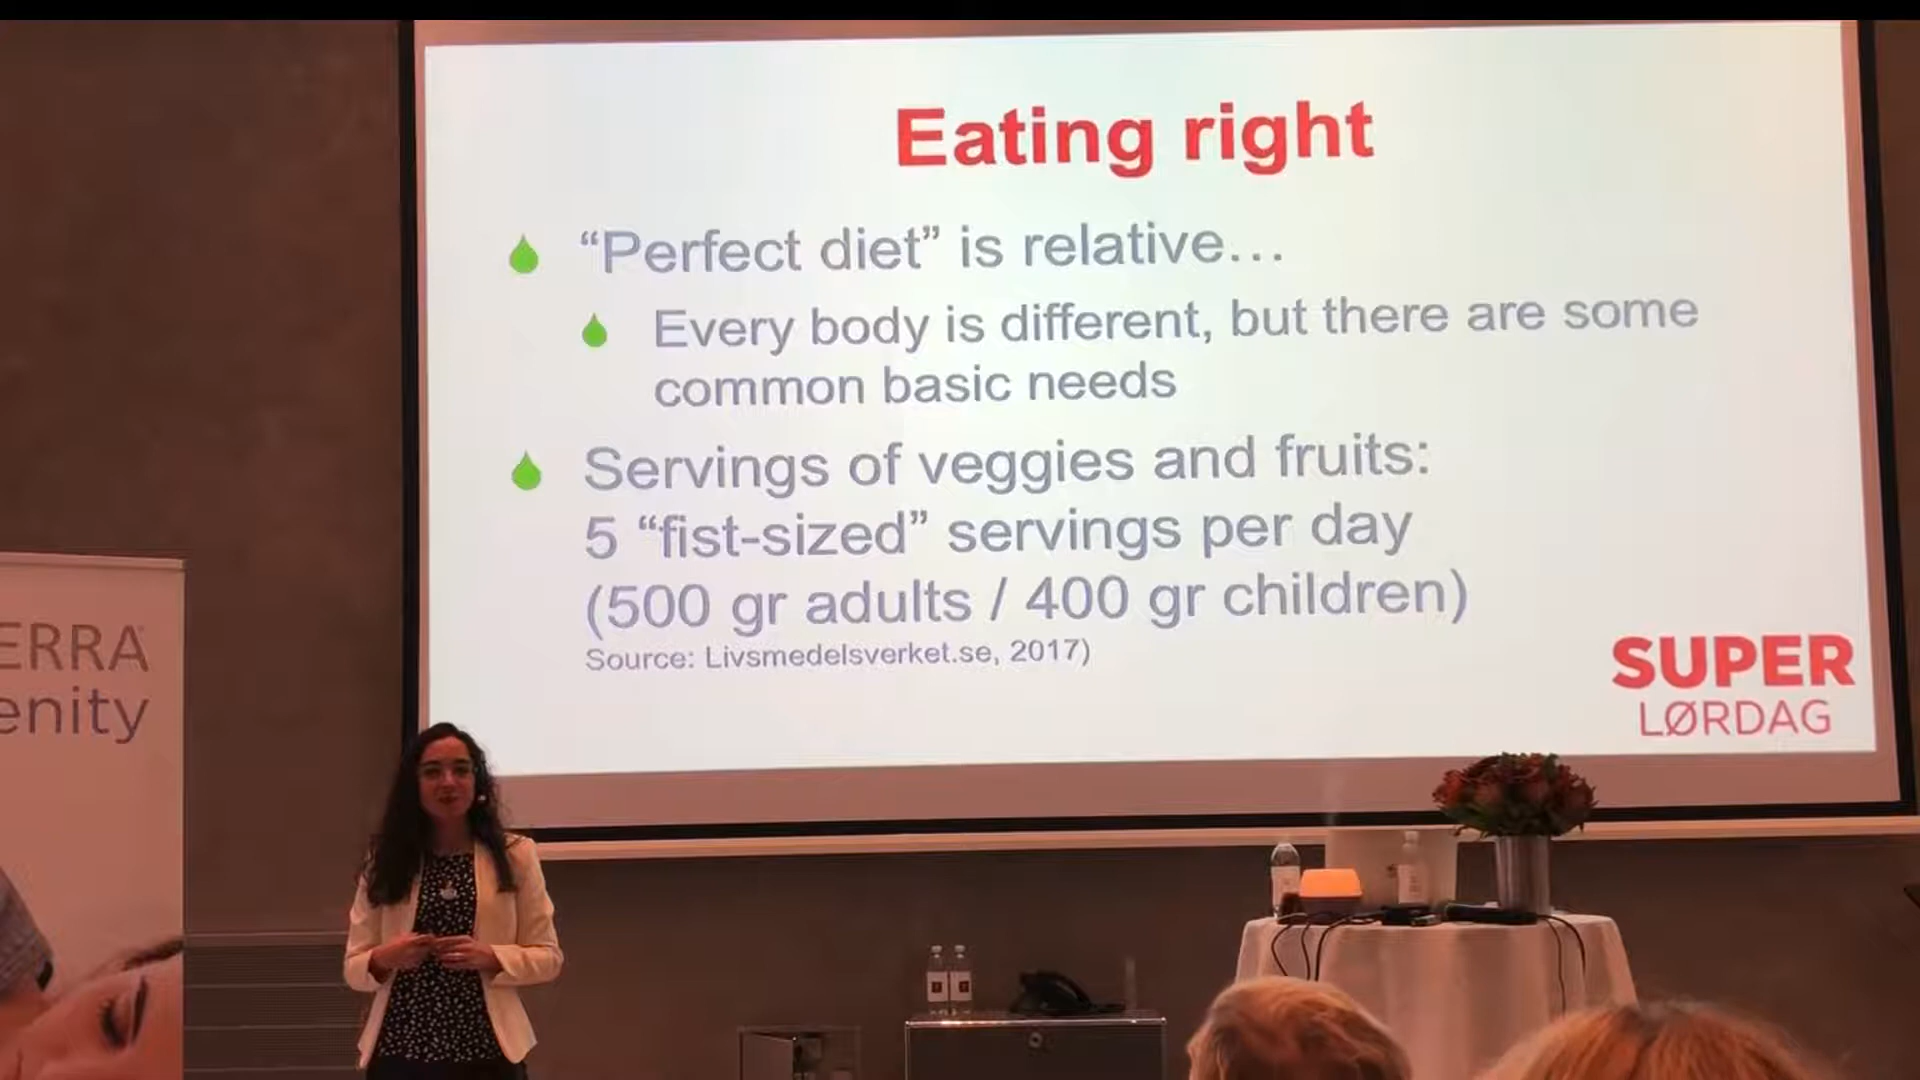 Eating right
“Perfect diet” is relative…
Every body is different, but there are some
common basic needs
Servings of veggies and fruits:
5 “fist-sized” servings per day
(500 gr adults / 400 gr children)
Source: Livsmedelsverket.se, 2017)
SUPER
LØRDAG
ERRA
enity